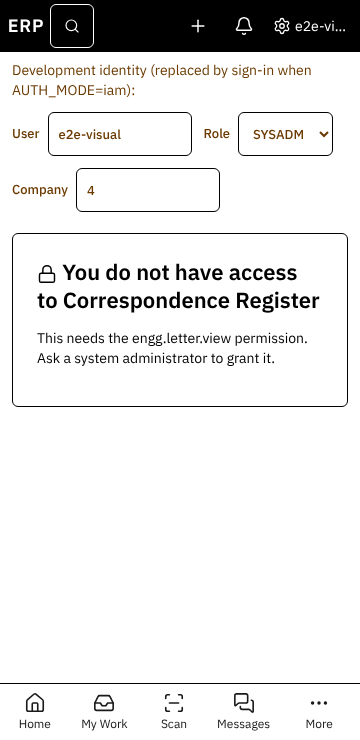 ERP
e2e-vi...
Development identity (replaced by sign-in when
AUTH_MODE=iam):
User e2e-visual Role SYSADM
Company 4
You do not have access
to Correspondence Register
This needs the engg.letter.view permission.
Ask a system administrator to grant it.
Home My Work Scan Messages More